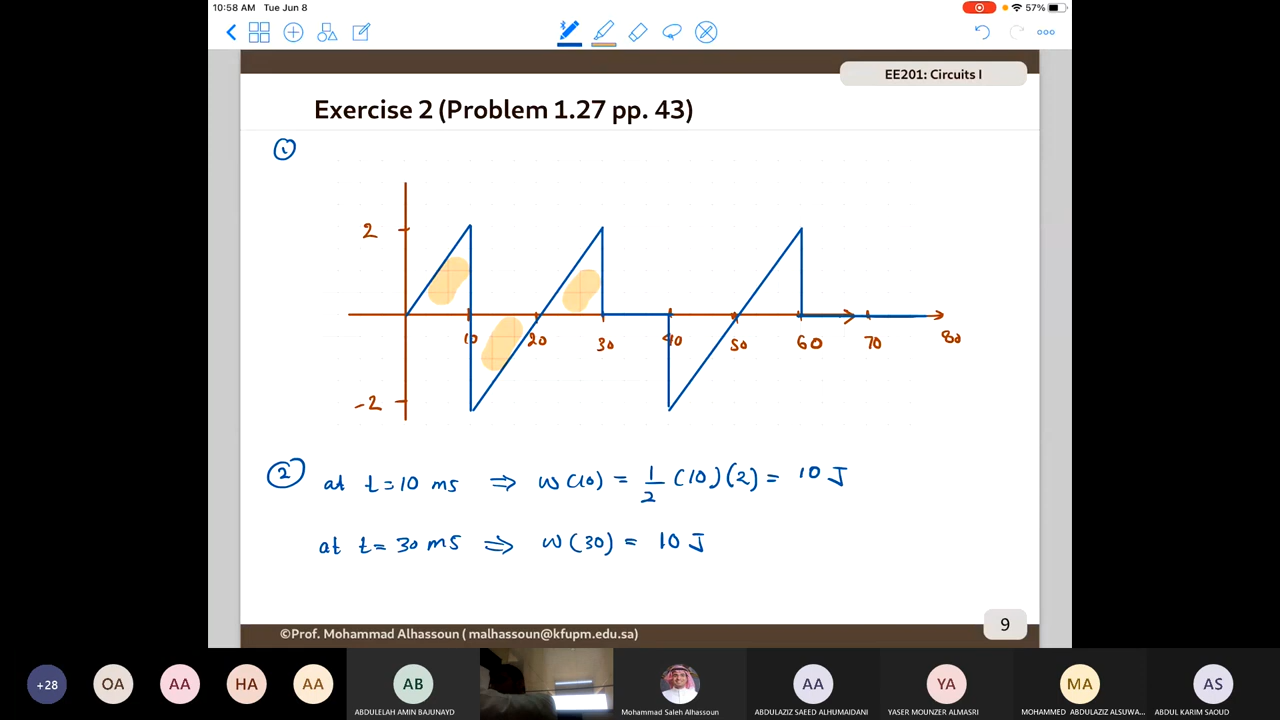 10:58 AM Tue Jun 8
57%
EE201: Circuits I
Exercise 2 (Problem 1.27 pp. 43)
1
2
-2
10 20 30 40 50 60 70 80
2 at t=10 ms ⇒ w(10) = 1/2 (10)(2) = 10 J
at t= 30 ms ⇒ w(30) = 10 J
9
©Prof. Mohammad Alhassoun ( malhassoun@kfupm.edu.sa)
+28 OA AA HA AA AB AA YA MA AS
ABDULELAH AMIN BAJUNAYD Mohammad Saleh Alhassoun ABDULAZIZ SAEED ALHUMAIDANI YASER MOUNZER ALMASRI MOHAMMED ABDULAZIZ ALSUWA... ABDUL KARIM SAOUD